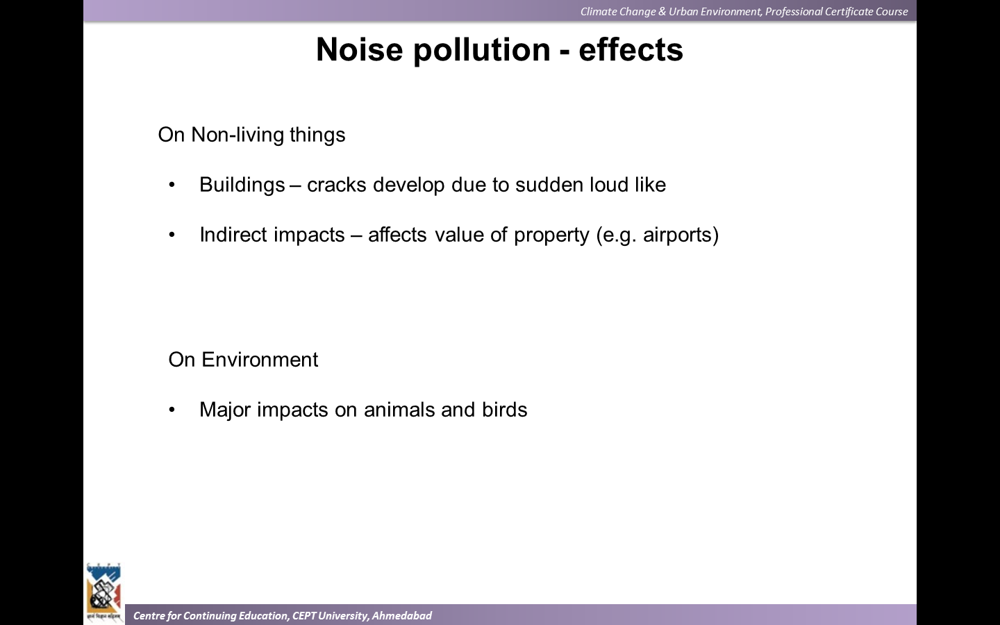 Climate Change & Urban Environment, Professional Certificate Course
Noise pollution - effects
On Non-living things
• Buildings – cracks develop due to sudden loud like
• Indirect impacts – affects value of property (e.g. airports)
On Environment
• Major impacts on animals and birds
C E P T
Centre for Continuing Education, CEPT University, Ahmedabad